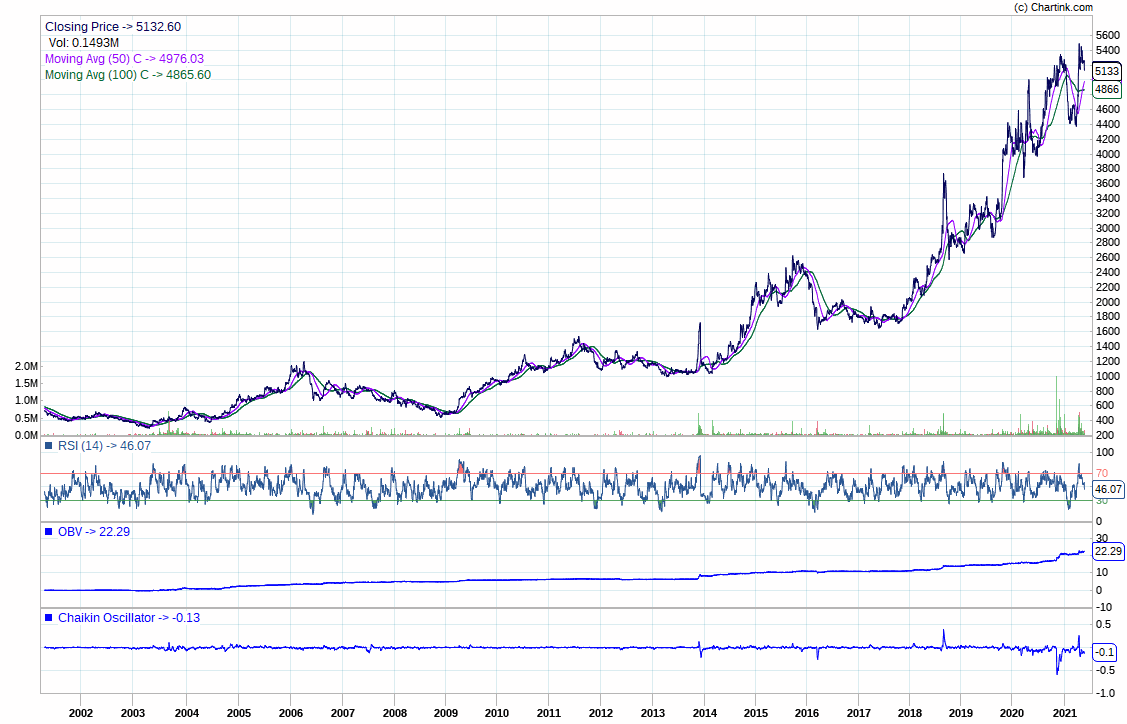 (c) Chartink.com
Closing Price -> 5132.60
Vol: 0.1493M
Moving Avg (50) C -> 4976.03
Moving Avg (100) C -> 4865.60
5600
5400
5133
4866
4600
4400
4200
4000
3800
3600
3400
3200
3000
2800
2600
2400
2200
2000
1800
1600
1400
1200
1000
800
600
400
200
2.0M
1.5M
1.0M
0.5M
0.0M
RSI (14) -> 46.07
100
70
46.07
30
0
OBV -> 22.29
30
22.29
10
0
-10
Chaikin Oscillator -> -0.13
0.5
-0.1
-0.5
-1.0
2002 2003 2004 2005 2006 2007 2008 2009 2010 2011 2012 2013 2014 2015 2016 2017 2018 2019 2020 2021